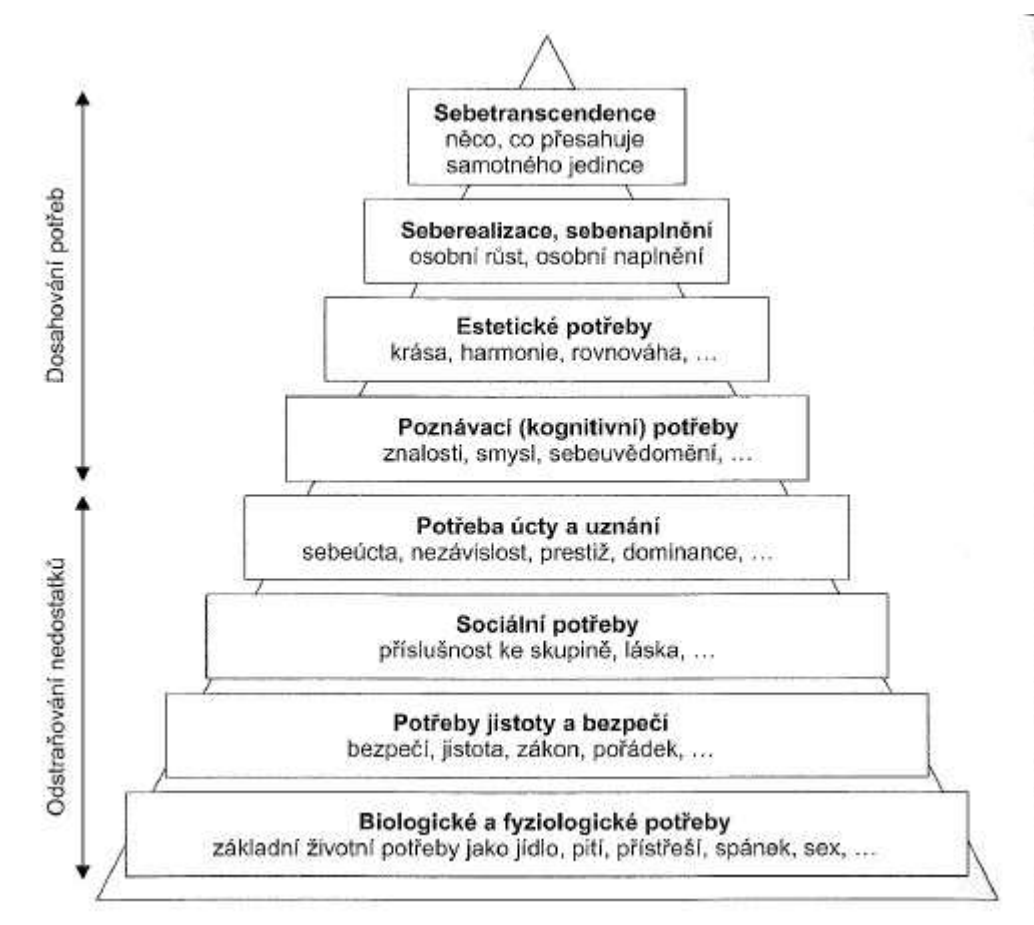 Sebetranscendence
něco, co přesahuje
samotného jedince
Seberealizace, sebenaplnění
osobní růst, osobní naplnění
Estetické potřeby
krása, harmonie, rovnováha, …
Poznávací (kognitivní) potřeby
znalosti, smysl, sebeuvědomění, …
Dosahování potřeb
Potřeba úcty a uznání
sebeúcta, nezávislost, prestiž, dominance, …
Sociální potřeby
příslušnost ke skupině, láska, …
Potřeby jistoty a bezpečí
bezpečí, jistota, zákon, pořádek, …
Biologické a fyziologické potřeby
základní životní potřeby jako jídlo, pití, přístřeší, spánek, sex, …
Odstraňování nedostatků